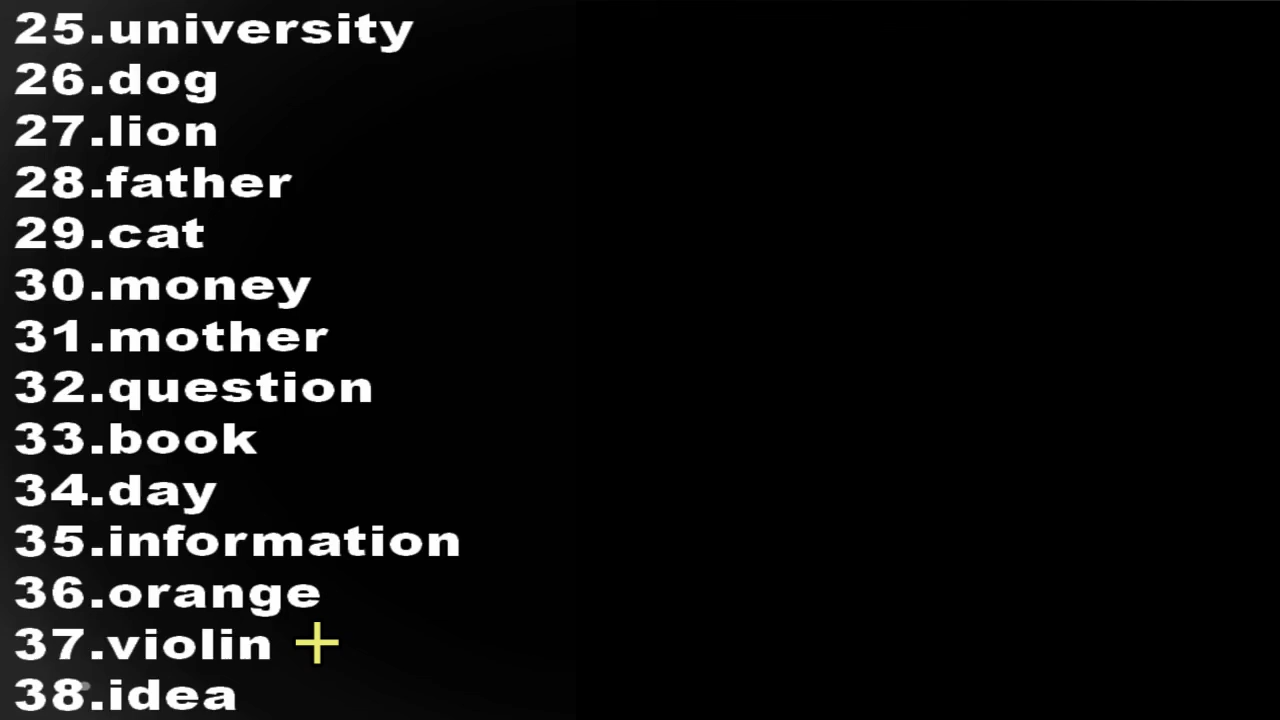 25.university
26.dog
27.lion
28.father
29.cat
30.money
31.mother
32.question
33.book
34.day
35.information
36.orange
37.violin +
38.idea